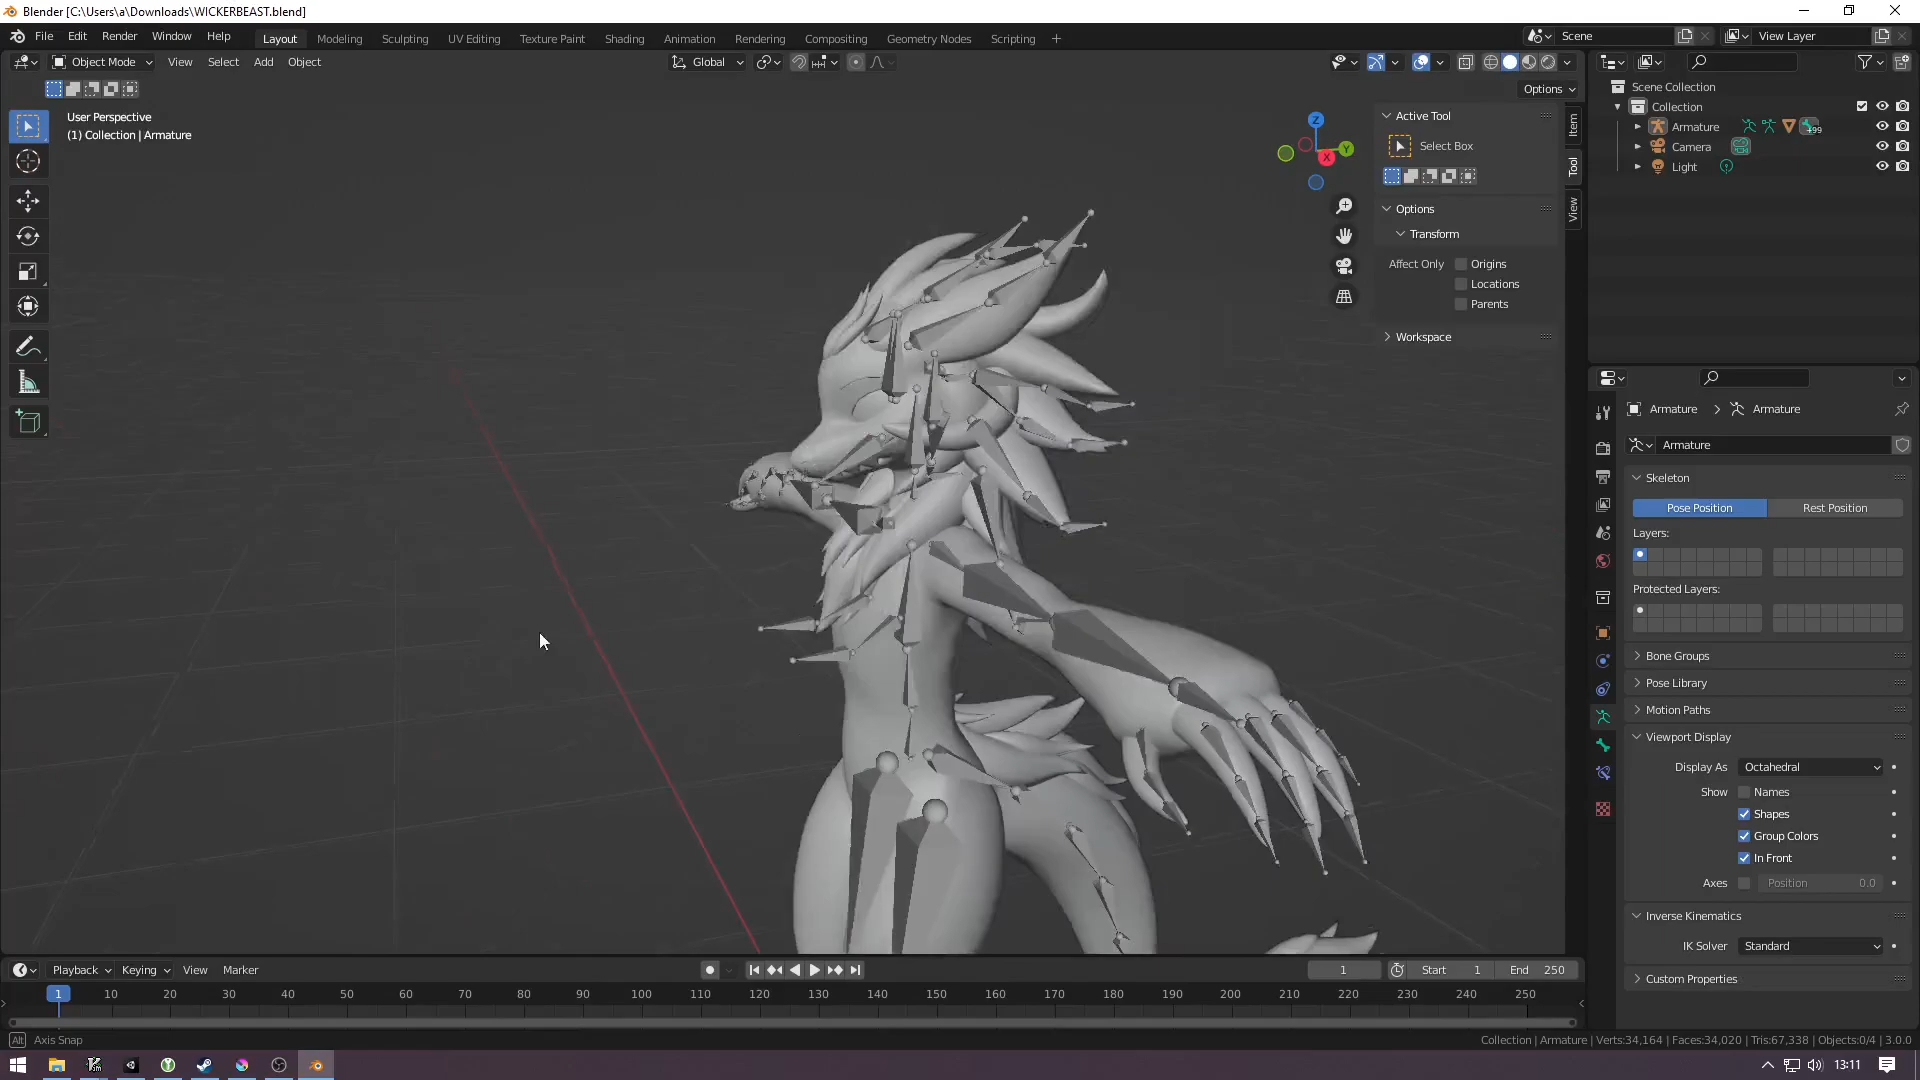 Blender [C:\Users\a\Downloads\WICKERBEAST.blend]
File Edit Render Window Help
Layout Modeling Sculpting UV Editing Texture Paint Shading Animation Rendering Compositing Geometry Nodes Scripting +
Scene
View Layer
Object Mode View Select Add Object
Global
Options
User Perspective
(1) Collection | Armature
Z
Y
X
Active Tool
Select Box
Options
Transform
Affect Only Origins
Locations
Parents
Workspace
Item
Tool
View
Scene Collection
Collection
Armature
+99
Camera
Light
Armature > Armature
Armature
Skeleton
Pose Position Rest Position
Layers:
Protected Layers:
Bone Groups
Pose Library
Motion Paths
Viewport Display
Display As Octahedral
Show Names
Shapes
Group Colors
In Front
Axes Position 0.0
Inverse Kinematics
IK Solver Standard
Custom Properties
Playback Keying View Marker
1 Start 1 End 250
1 10 20 30 40 50 60 70 80 90 100 110 120 130 140 150 160 170 180 190 200 210 220 230 240 250
Alt Axis Snap
Collection | Armature | Verts:34,164 | Faces:34,020 | Tris:67,338 | Objects:0/4 | 3.0.0
13:11